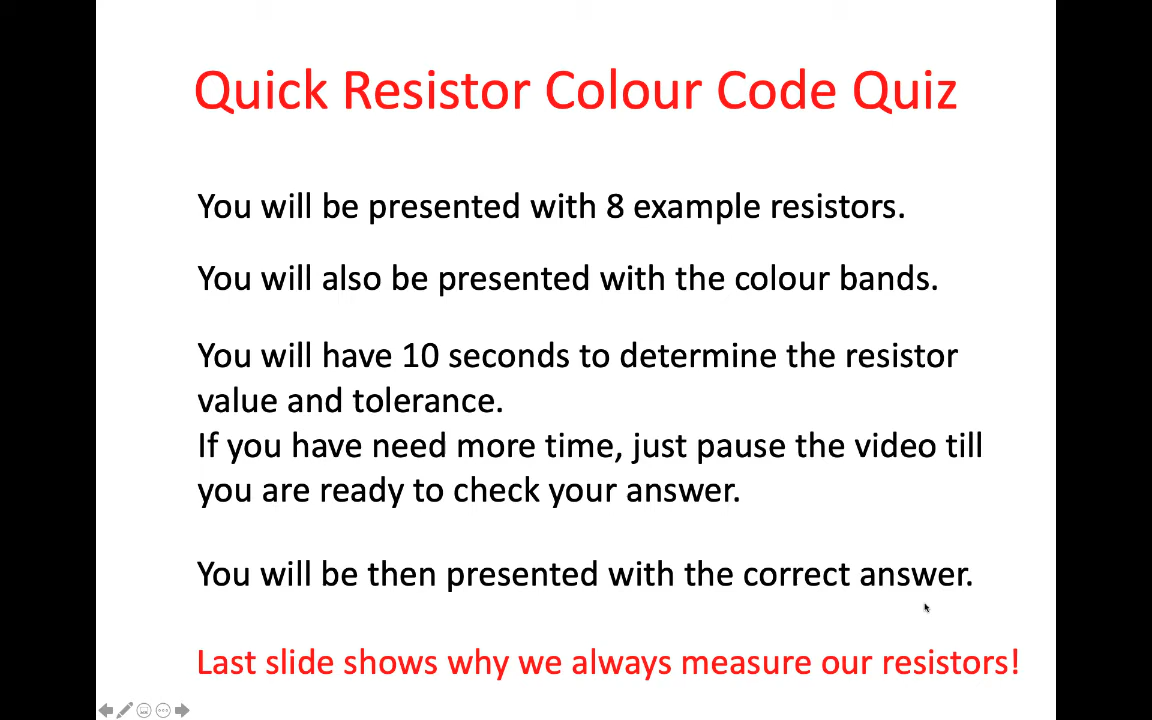 Quick Resistor Colour Code Quiz
You will be presented with 8 example resistors.
You will also be presented with the colour bands.
You will have 10 seconds to determine the resistor
value and tolerance.
If you have need more time, just pause the video till
you are ready to check your answer.
You will be then presented with the correct answer.
Last slide shows why we always measure our resistors!